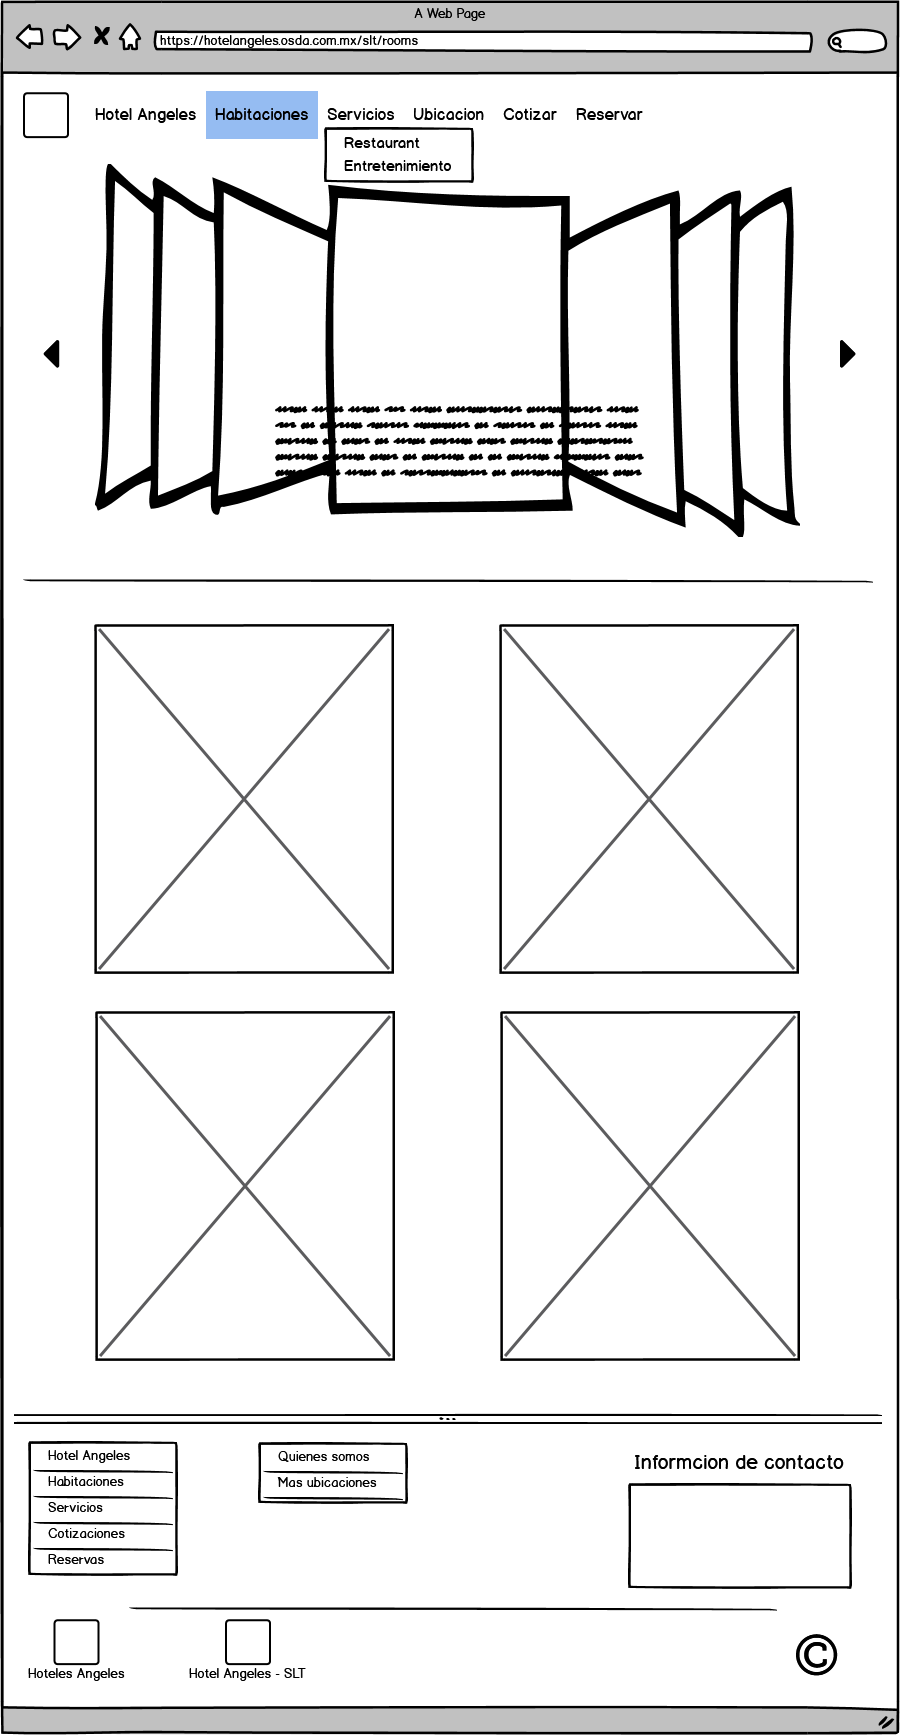 A Web Page
https://hotelangeles.osda.com.mx/slt/rooms
Hotel Angeles Habitaciones Servicios Ubicacion Cotizar Reservar
Restaurant
Entretenimiento
Hotel Angeles
Habitaciones
Servicios
Cotizaciones
Reservas
Quienes somos
Mas ubicaciones
Informcion de contacto
Hoteles Angeles
Hotel Angeles - SLT
©